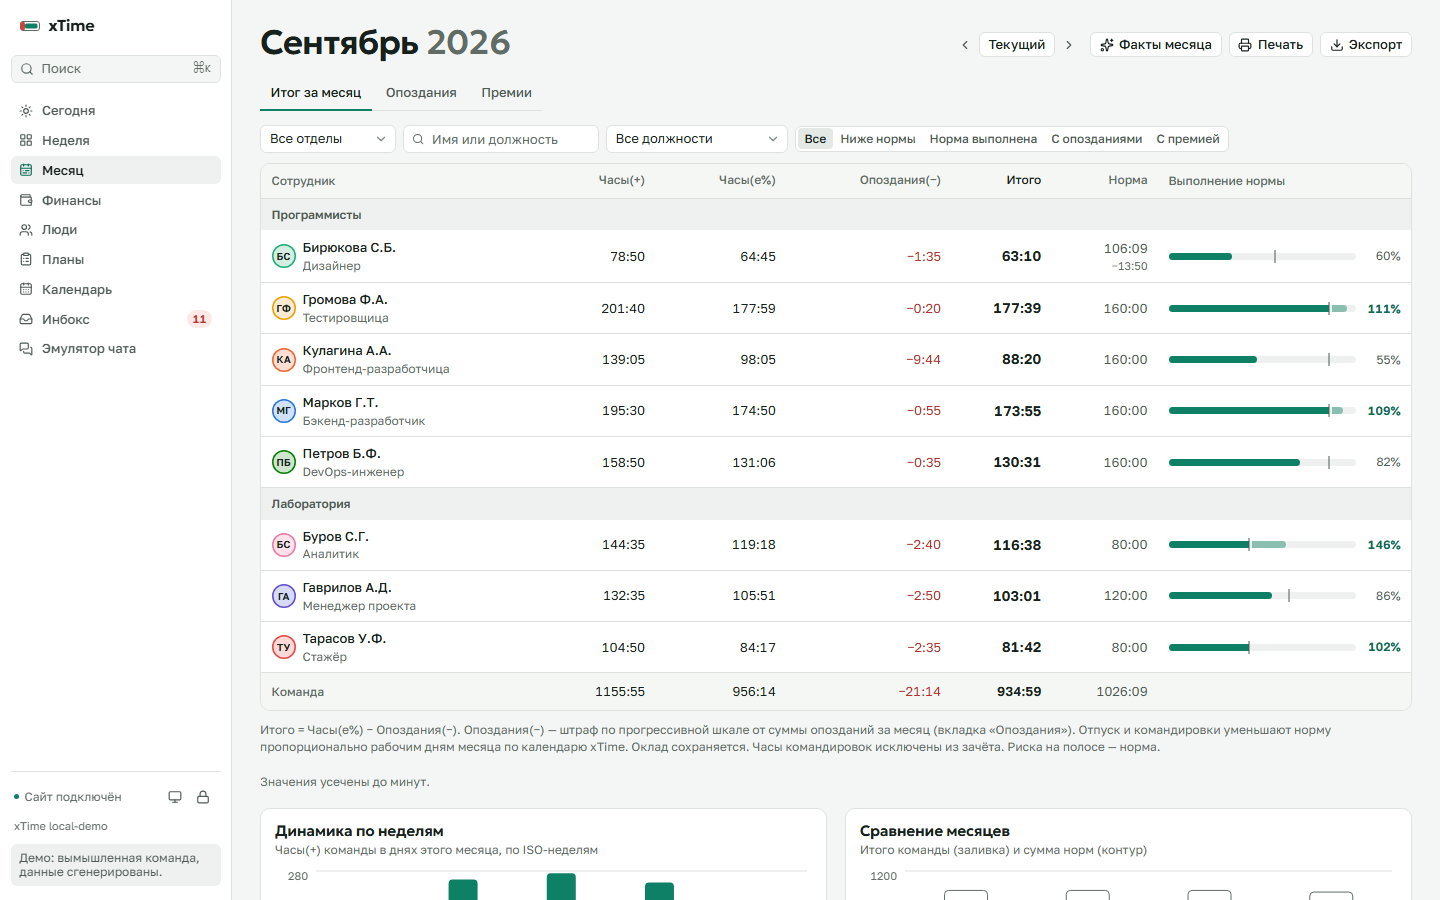 xTime
Поиск ⌘K
Сегодня
Неделя
Месяц
Финансы
Люди
Планы
Календарь
Инбокс 11
Эмулятор чата
Сайт подключён
xTime local-demo
Демо: вымышленная команда,
данные сгенерированы.
Сентябрь 2026
Текущий Факты месяца Печать Экспорт
Итог за месяц Опоздания Премии
Все отделы Имя или должность Все должности Все Ниже нормы Норма выполнена С опозданиями С премией
Сотрудник Часы(+) Часы(е%) Опоздания(−) Итого Норма Выполнение нормы
Программисты
БС Бирюкова С.Б. 78:50 64:45 −1:35 63:10 106:09 60%
Дизайнер −13:50
ГФ Громова Ф.А. 201:40 177:59 −0:20 177:39 160:00 111%
Тестировщица
КА Кулагина А.А. 139:05 98:05 −9:44 88:20 160:00 55%
Фронтенд-разработчица
МГ Марков Г.Т. 195:30 174:50 −0:55 173:55 160:00 109%
Бэкенд-разработчик
ПБ Петров Б.Ф. 158:50 131:06 −0:35 130:31 160:00 82%
DevOps-инженер
Лаборатория
БС Буров С.Г. 144:35 119:18 −2:40 116:38 80:00 146%
Аналитик
ГА Гаврилов А.Д. 132:35 105:51 −2:50 103:01 120:00 86%
Менеджер проекта
ТУ Тарасов У.Ф. 104:50 84:17 −2:35 81:42 80:00 102%
Стажёр
Команда 1155:55 956:14 −21:14 934:59 1026:09
Итого = Часы(е%) − Опоздания(−). Опоздания(−) — штраф по прогрессивной шкале от суммы опозданий за месяц (вкладка «Опоздания»). Отпуск и командировки уменьшают норму
пропорционально рабочим дням месяца по календарю xTime. Оклад сохраняется. Часы командировок исключены из зачёта. Риска на полосе — норма.
Значения усечены до минут.
Динамика по неделям
Часы(+) команды в днях этого месяца, по ISO-неделям
280
Сравнение месяцев
Итого команды (заливка) и сумма норм (контур)
1200